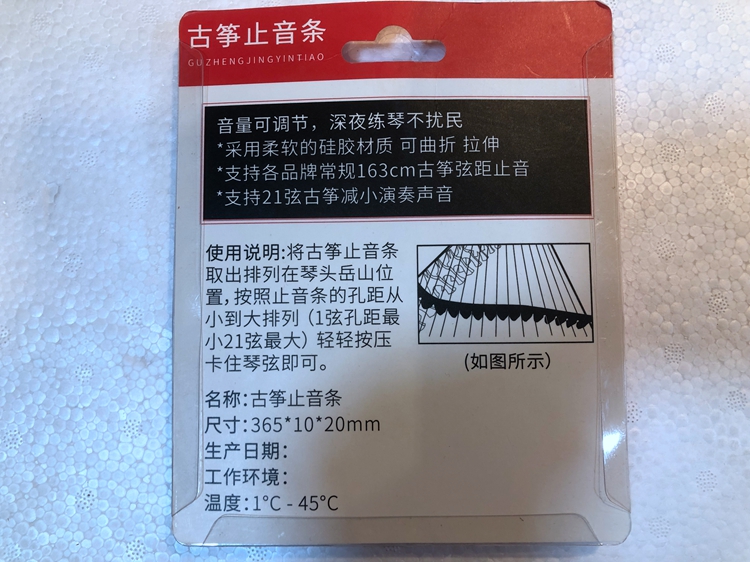 古筝止音条
GUZHENGJINGYINTIAO
音量可调节，深夜练琴不扰民
*采用柔软的硅胶材质 可曲折 拉伸
*支持各品牌常规163cm古筝弦距止音
*支持21弦古筝减小演奏声音
使用说明:将古筝止音条
取出排列在琴头岳山位
置，按照止音条的孔距从
小到大排列（1弦孔距最
小21弦最大）轻轻按压
卡住琴弦即可。
(如图所示）
名称:古筝止音条
尺寸:365*10*20mm
生产日期：
工作环境：
温度:1°C - 45°C